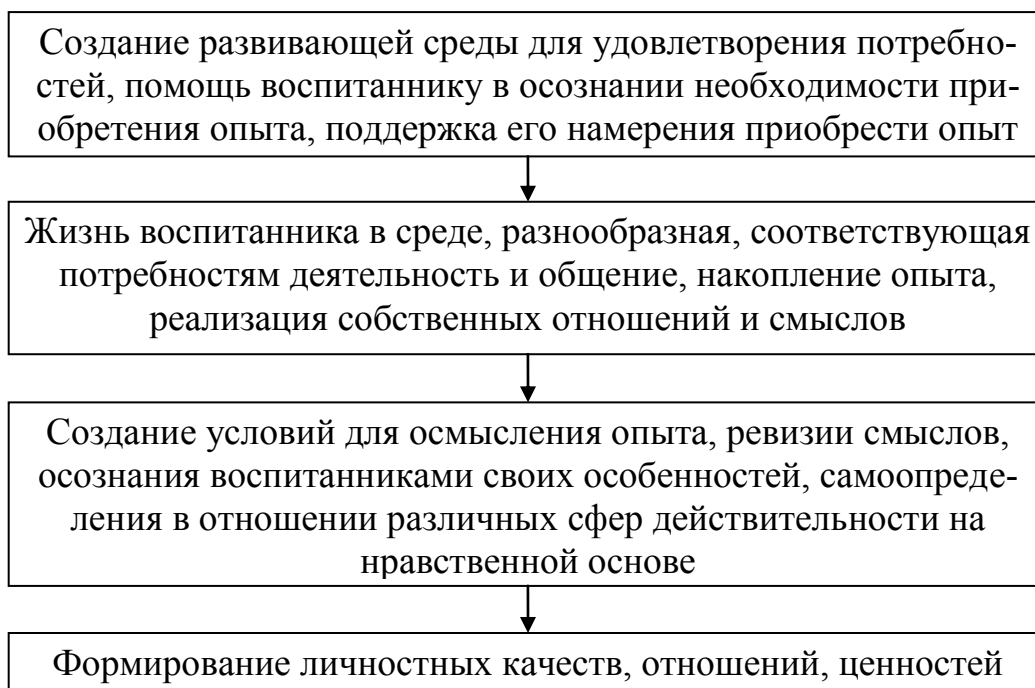 Создание развивающей среды для удовлетворения потребно-
стей, помощь воспитаннику в осознании необходимости при-
обретения опыта, поддержка его намерения приобрести опыт
Жизнь воспитанника в среде, разнообразная, соответствующая
потребностям деятельность и общение, накопление опыта,
реализация собственных отношений и смыслов
Создание условий для осмысления опыта, ревизии смыслов,
осознания воспитанниками своих особенностей, самоопреде-
ления в отношении различных сфер действительности на
нравственной основе
Формирование личностных качеств, отношений, ценностей